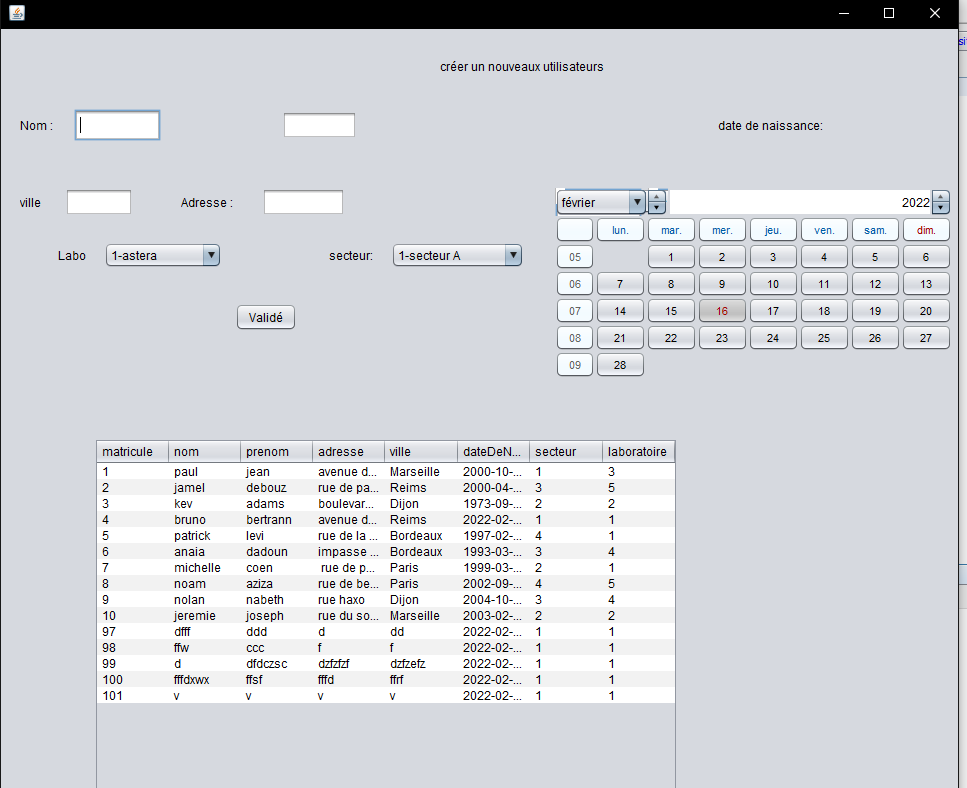 créer un nouveaux utilisateurs
Nom :
date de naissance:
ville Adresse :
février 2022
lun. mar. mer. jeu. ven. sam. dim.
05 1 2 3 4 5 6
06 7 8 9 10 11 12 13
07 14 15 16 17 18 19 20
08 21 22 23 24 25 26 27
09 28
Labo 1-astera secteur: 1-secteur A
Validé
matricule nom prenom adresse ville dateDeN... secteur laboratoire
1 paul jean avenue d... Marseille 2000-10-... 1 3
2 jamel debouz rue de pa... Reims 2000-04-... 3 5
3 kev adams boulevar... Dijon 1973-09-... 2 2
4 bruno bertrann avenue d... Reims 2022-02-... 1 1
5 patrick levi rue de la ... Bordeaux 1997-02-... 4 1
6 anaia dadoun impasse ... Bordeaux 1993-03-... 3 4
7 michelle coen rue de p... Paris 1999-03-... 2 1
8 noam aziza rue de be... Paris 2002-09-... 4 5
9 nolan nabeth rue haxo Dijon 2004-10-... 3 4
10 jeremie joseph rue du so... Marseille 2003-02-... 2 2
97 dfff ddd d dd 2022-02-... 1 1
98 ffw ccc f f 2022-02-... 1 1
99 d dfdczsc dzfzfzf dzfzefz 2022-02-... 1 1
100 fffdxwx ffsf fffd ffrf 2022-02-... 1 1
101 v v v v 2022-02-... 1 1